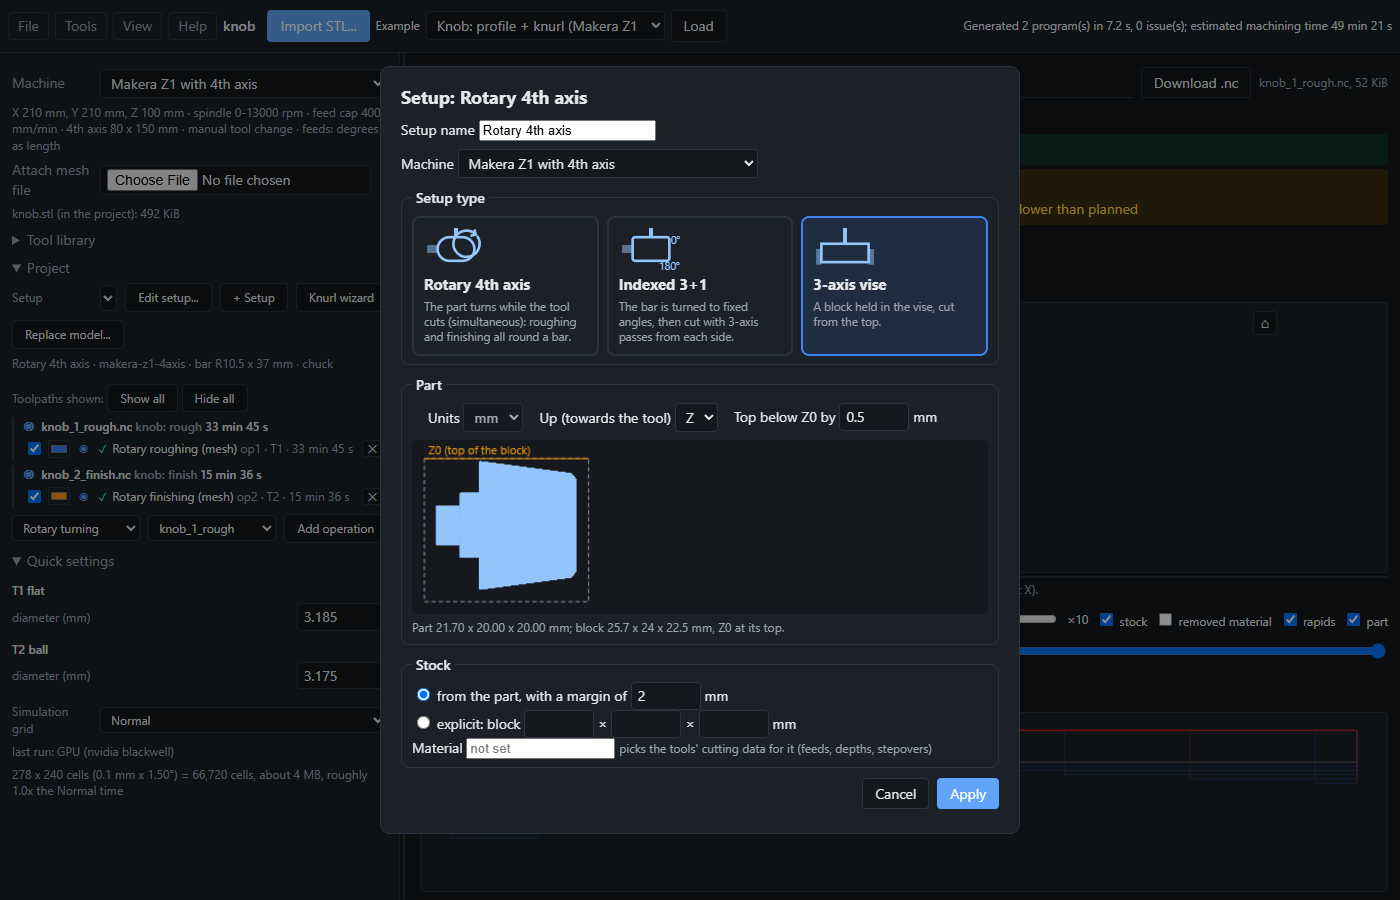 File Tools View Help knob Import STL... Example Knob: profile + knurl (Makera Z1 Load Generated 2 program(s) in 7.2 s, 0 issue(s); estimated machining time 49 min 21 s
Machine Makera Z1 with 4th axis
X 210 mm, Y 210 mm, Z 100 mm · spindle 0-13000 rpm · feed cap 400
mm/min · 4th axis 80 x 150 mm · manual tool change · feeds: degrees
as length
Attach mesh
file
Choose File No file chosen
knob.stl (in the project): 492 KiB
Tool library
Project
Setup Edit setup... + Setup Knurl wizard
Replace model...
Rotary 4th axis · makera-z1-4axis · bar R10.5 x 37 mm · chuck
Toolpaths shown: Show all Hide all
knob_1_rough.nc knob: rough 33 min 45 s
✓ Rotary roughing (mesh) op1 · T1 · 33 min 45 s ×
knob_2_finish.nc knob: finish 15 min 36 s
✓ Rotary finishing (mesh) op2 · T2 · 15 min 36 s ×
Rotary turning knob_1_rough Add operation
Quick settings
T1 flat
diameter (mm) 3.185
T2 ball
diameter (mm) 3.175
Simulation
grid
Normal
last run: GPU (nvidia blackwell)
278 x 240 cells (0.1 mm x 1.50°) = 66,720 cells, about 4 MB, roughly
1.0x the Normal time
Setup: Rotary 4th axis
Setup name Rotary 4th axis
Machine Makera Z1 with 4th axis
Setup type
0°
180°
Rotary 4th axis
The part turns while the tool
cuts (simultaneous): roughing
and finishing all round a bar.
Indexed 3+1
The bar is turned to fixed
angles, then cut with 3-axis
passes from each side.
3-axis vise
A block held in the vise, cut
from the top.
Part
Units mm Up (towards the tool) Z Top below Z0 by 0.5 mm
Z0 (top of the block)
Part 21.70 x 20.00 x 20.00 mm; block 25.7 x 24 x 22.5 mm, Z0 at its top.
Stock
from the part, with a margin of 2 mm
explicit: block × × mm
Material not set picks the tools' cutting data for it (feeds, depths, stepovers)
Cancel Apply
Download .nc knob_1_rough.nc, 52 KiB
lower than planned
X).
×10 stock removed material rapids part